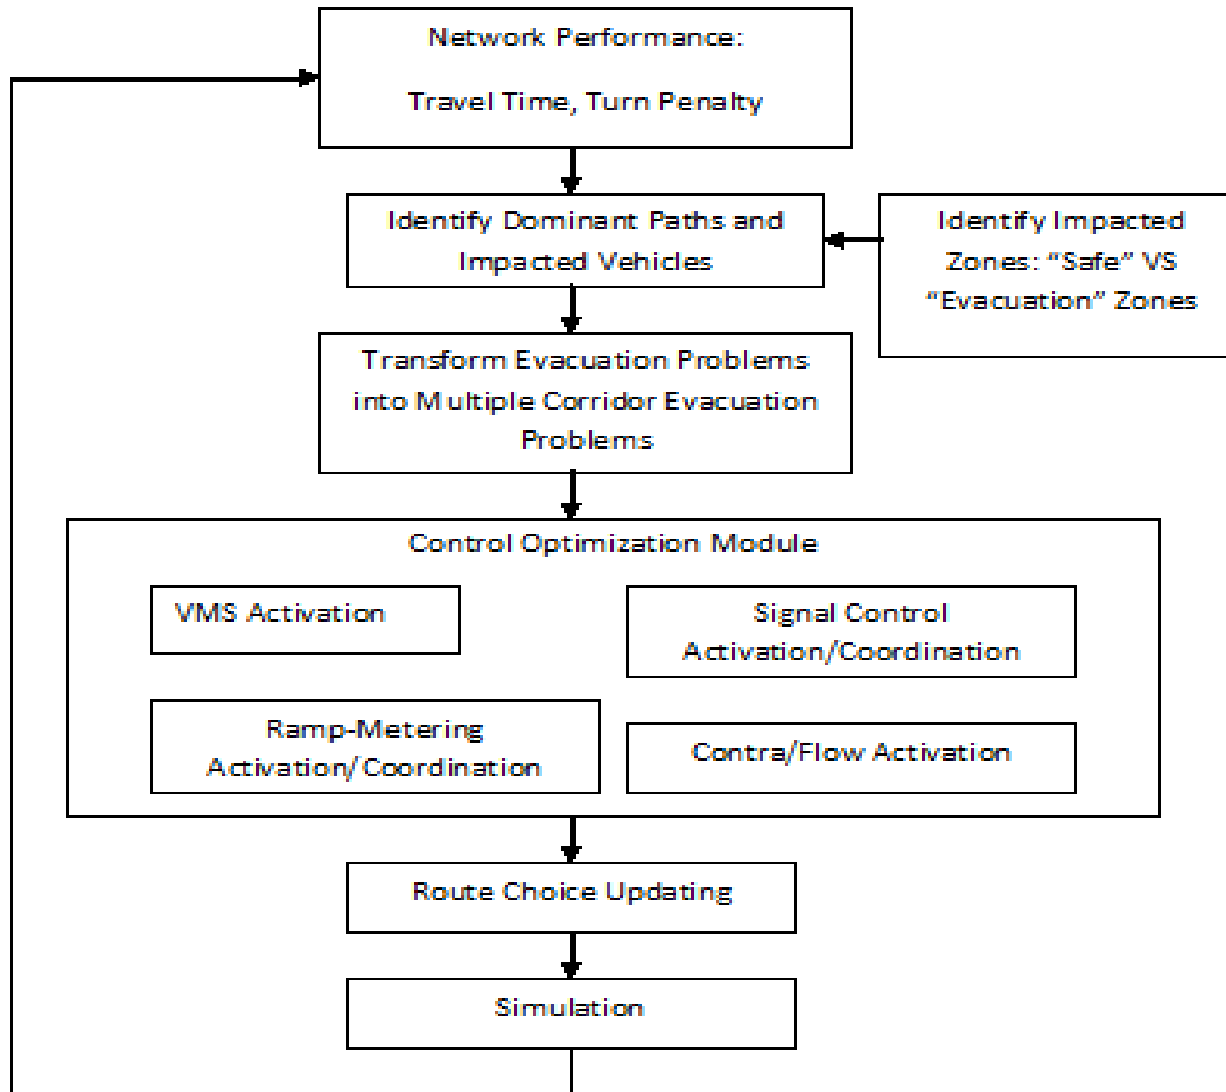 Network Performance:
Travel Time, Turn Penalty
Identify Dominant Paths and
Impacted Vehicles
Identify Impacted
Zones: “Safe” VS
“Evacuation” Zones
Transform Evacuation Problems
into Multiple Corridor Evacuation
Problems
Control Optimization Module
VMS Activation
Signal Control
Activation/Coordination
Ramp-Metering
Activation/Coordination
Contra/Flow Activation
Route Choice Updating
Simulation